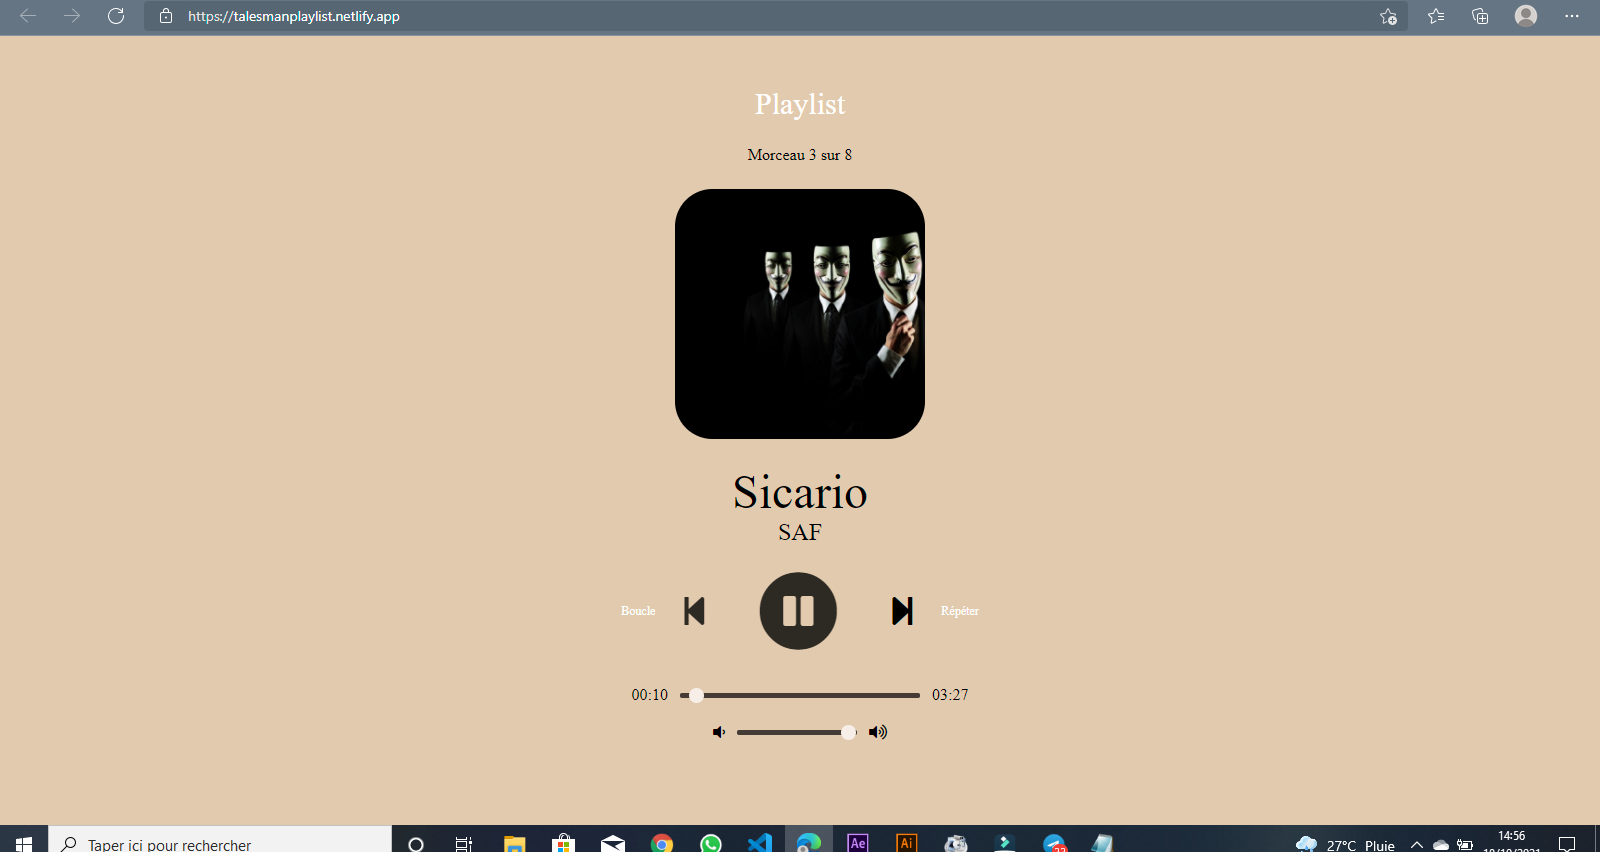 https://talesmanplaylist.netlify.app
Playlist
Morceau 3 sur 8
Sicario
SAF
Boucle
Répéter
00:10
03:27
Taper ici pour rechercher
Ae
Ai
27°C Pluie
14:56